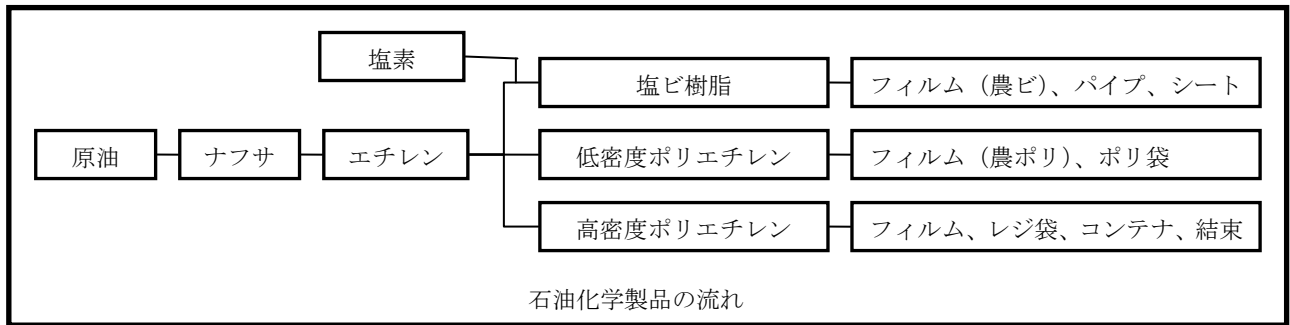 塩素
塩ビ樹脂
フィルム（農ビ）、パイプ、シート
原油
ナフサ
エチレン
低密度ポリエチレン
フィルム（農ポリ）、ポリ袋
高密度ポリエチレン
フィルム、レジ袋、コンテナ、結束
石油化学製品の流れ